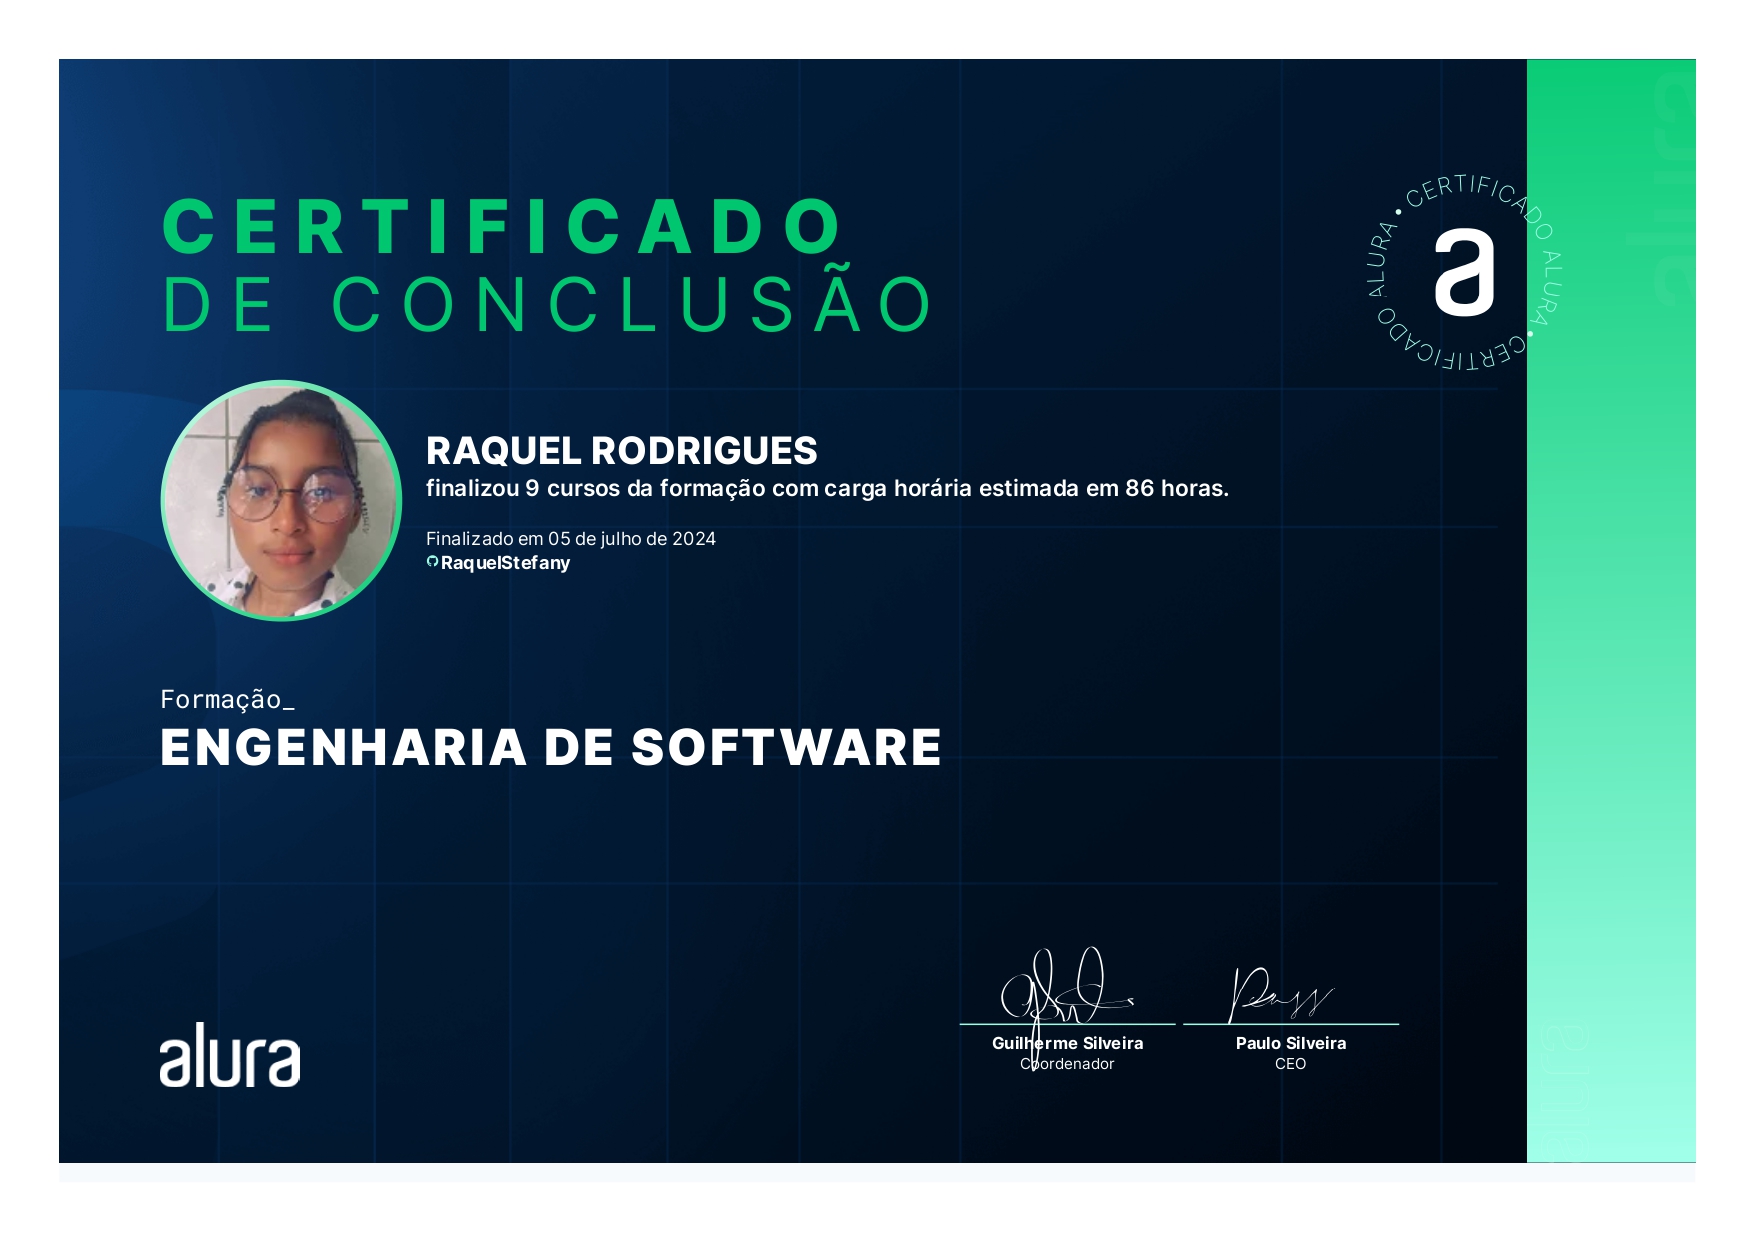 CERTIFICADO
DE CONCLUSÃO
CERTIFICADO ALURA • CERTIFICADO ALURA •
a
RAQUEL RODRIGUES
finalizou 9 cursos da formação com carga horária estimada em 86 horas.
Finalizado em 05 de julho de 2024
RaquelStefany
Formação_
ENGENHARIA DE SOFTWARE
Guilherme Silveira
Coordenador
Paulo Silveira
CEO
alura
alura
alura